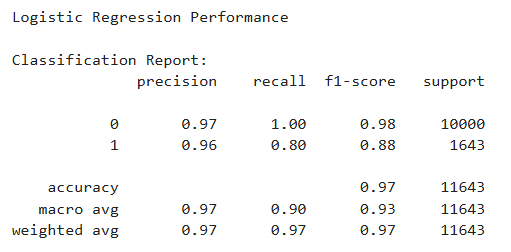 Logistic Regression Performance
Classification Report:
precision recall f1-score support
0 0.97 1.00 0.98 10000
1 0.96 0.80 0.88 1643
accuracy 0.97 11643
macro avg 0.97 0.90 0.93 11643
weighted avg 0.97 0.97 0.97 11643